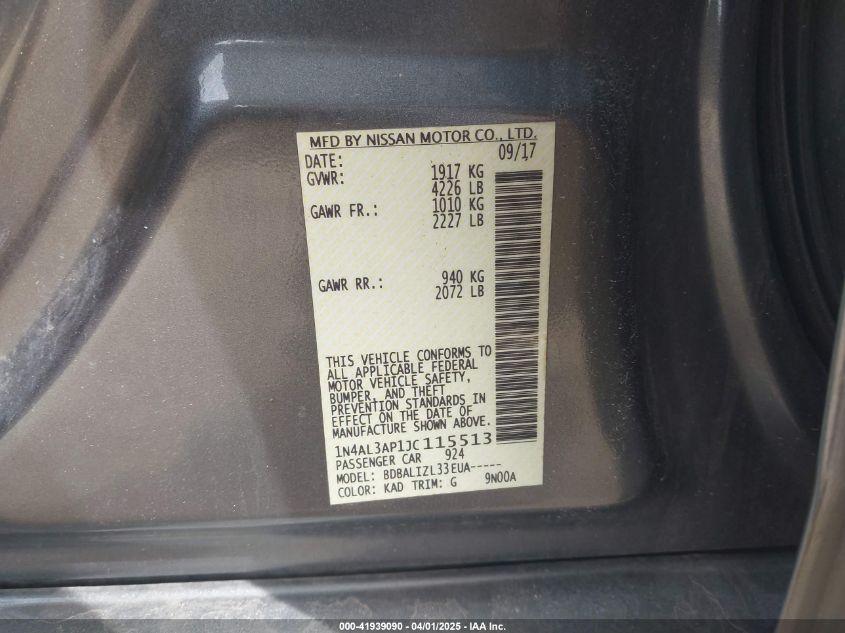 MFD BY NISSAN MOTOR CO., LTD.
DATE: 09/17
GVWR: 1917 KG
4226 LB
GAWR FR.: 1010 KG
2227 LB
GAWR RR.: 940 KG
2072 LB
THIS VEHICLE CONFORMS TO
ALL APPLICABLE FEDERAL
MOTOR VEHICLE SAFETY,
BUMPER, AND THEFT
PREVENTION STANDARDS IN
EFFECT ON THE DATE OF
MANUFACTURE SHOWN ABOVE.
1N4AL3AP1JC115513
PASSENGER CAR 924
MODEL: BDBALIZL33EUA-----
COLOR: KAD TRIM: G 9N00A
000-41939090 - 04/01/2025 - IAA Inc.